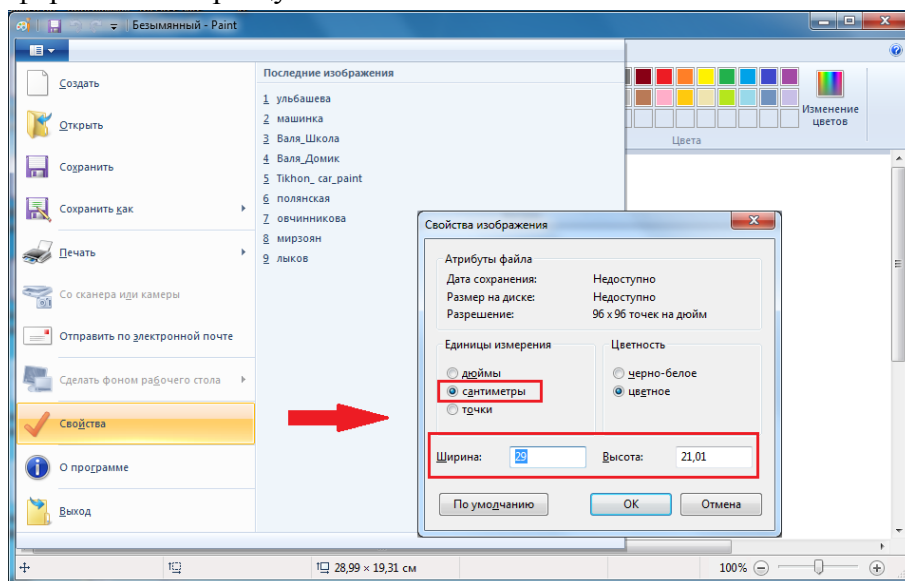 Безымянный - Paint
Последние изображения
Создать
Открыть
Сохранить
Сохранить как
Печать
Со сканера или камеры
Отправить по электронной почте
Сделать фоном рабочего стола
Свойства
О программе
Выход
1 ульбашева
2 машинка
3 Валя_Школа
4 Валя_Домик
5 Tikhon_ car_paint
6 полянская
7 овчинникова
8 мирзоян
9 лыков
Изменение
цветов
Цвета
Свойства изображения
Атрибуты файла
Дата сохранения: Недоступно
Размер на диске: Недоступно
Разрешение: 96 x 96 точек на дюйм
Единицы измерения
дюймы
сантиметры
точки
Цветность
черно-белое
цветное
Ширина: 29 Высота: 21,01
По умолчанию ОК Отмена
28,99 × 19,31 см
100%